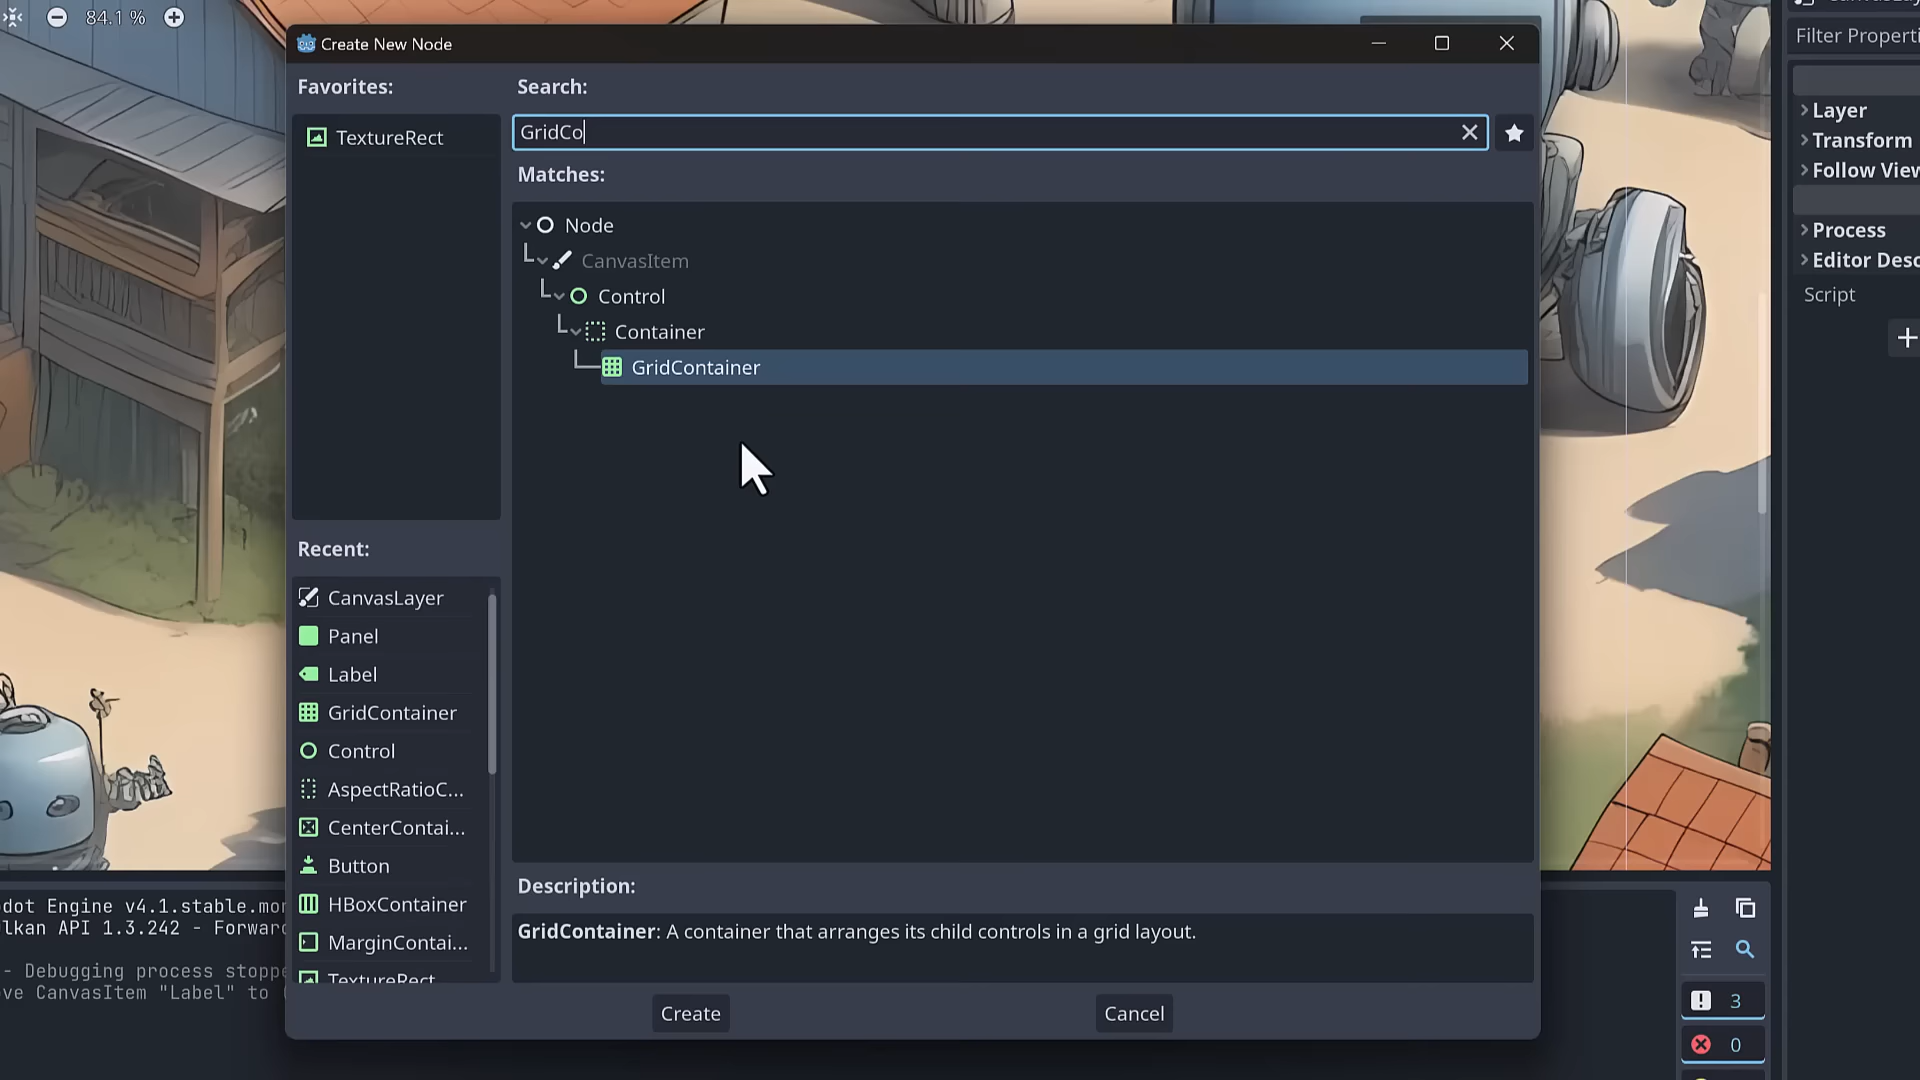 84.1 %
Create New Node
Favorites:
TextureRect
Search:
GridCo
Matches:
Node
CanvasItem
Control
Container
GridContainer
Recent:
CanvasLayer
Panel
Label
GridContainer
Control
AspectRatioC...
CenterContai...
Button
HBoxContainer
MarginContai...
TextureRect
Description:
GridContainer: A container that arranges its child controls in a grid layout.
Create
Cancel
Filter Properti
Layer
Transform
Follow View
Process
Editor Desc
Script
dot Engine v4.1.stable.mon
lkan API 1.3.242 - Forward
- Debugging process stoppe
ve CanvasItem "Label" to
3
0